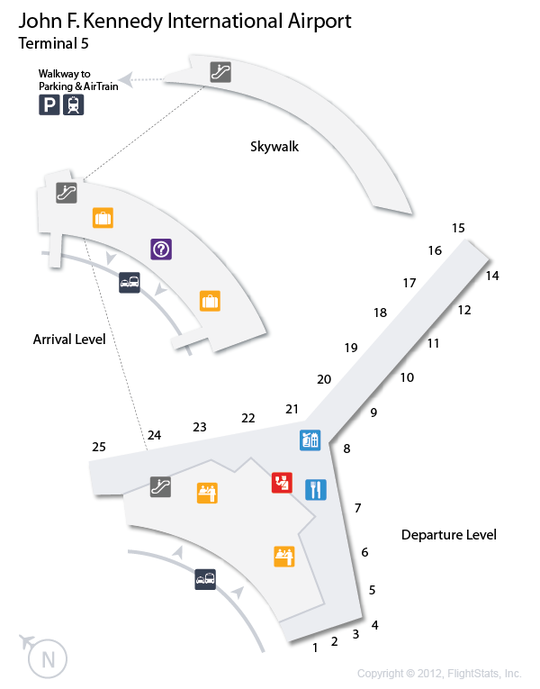 John F. Kennedy International Airport
Terminal 5
Walkway to
Parking & AirTrain
P
Skywalk
?
Arrival Level
15
16
14
17
12
18
11
19
10
20
9
21
22
23
24
25
8
7
Departure Level
6
5
4
3
2
1
N
Copyright © 2012, FlightStats, Inc.